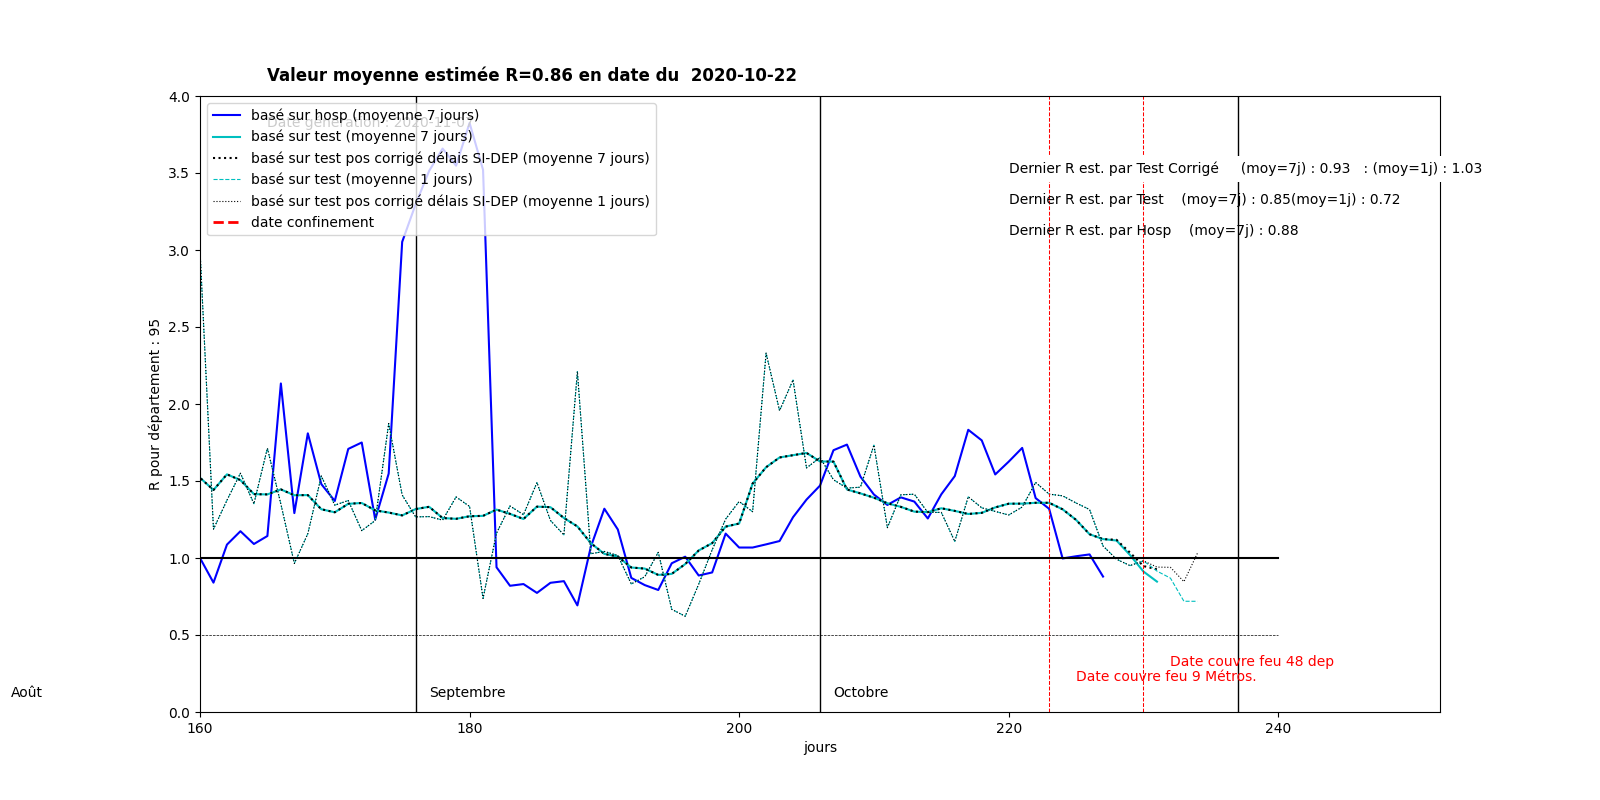 Valeur moyenne estimée R=0.86 en date du  2020-10-22
4.0
3.5
3.0
2.5
2.0
1.5
1.0
0.5
0.0
R pour département : 95
basé sur hosp (moyenne 7 jours)
Date génération : 2020-11-01
basé sur test (moyenne 7 jours)
basé sur test pos corrigé délais SI-DEP (moyenne 7 jours)
basé sur test (moyenne 1 jours)
basé sur test pos corrigé délais SI-DEP (moyenne 1 jours)
date confinement
Dernier R est. par Test Corrigé     (moy=7j) : 0.93   : (moy=1j) : 1.03
Dernier R est. par Test    (moy=7j) : 0.85(moy=1j) : 0.72
Dernier R est. par Hosp    (moy=7j) : 0.88
Date couvre feu 48 dep
Date couvre feu 9 Métros.
Août
Septembre
Octobre
160
180
200
220
240
jours